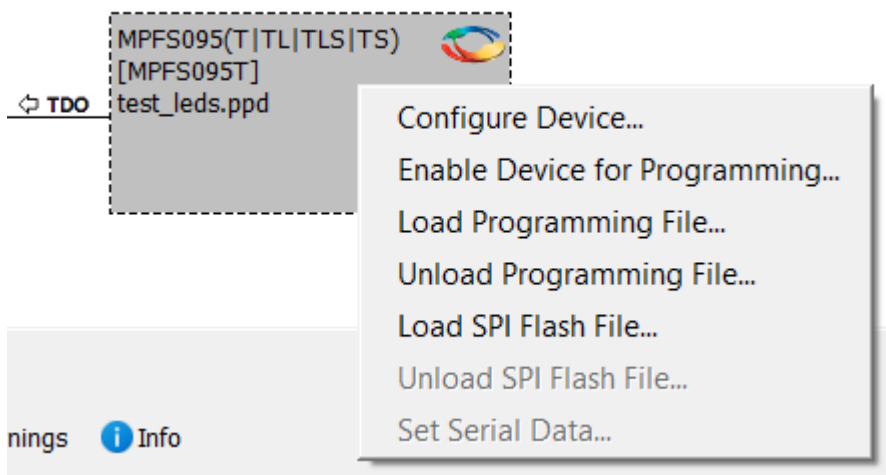 MPFS095(T|TL|TLS|TS)
[MPFS095T]
TDO
test_leds.ppd
Configure Device...
Enable Device for Programming...
Load Programming File...
Unload Programming File...
Load SPI Flash File...
Unload SPI Flash File...
Set Serial Data...
nings
Info